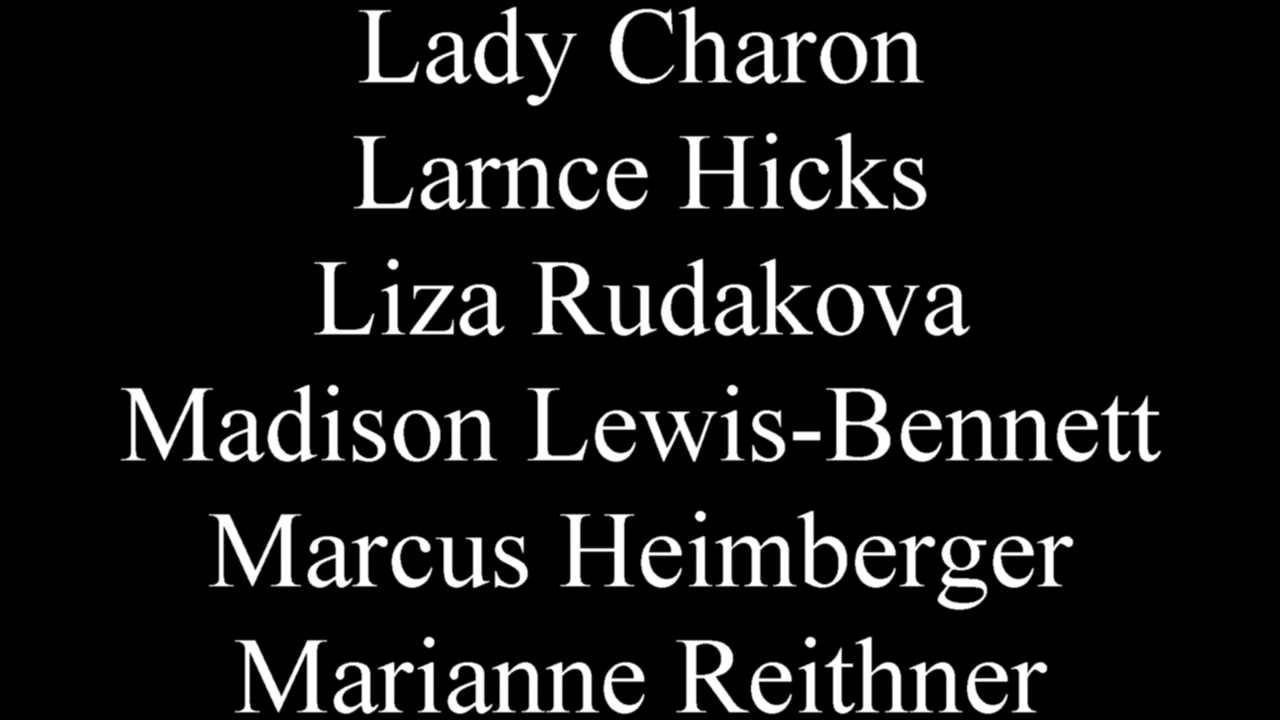 Lady Charon
Larnce Hicks
Liza Rudakova
Madison Lewis-Bennett
Marcus Heimberger
Marianne Reithner